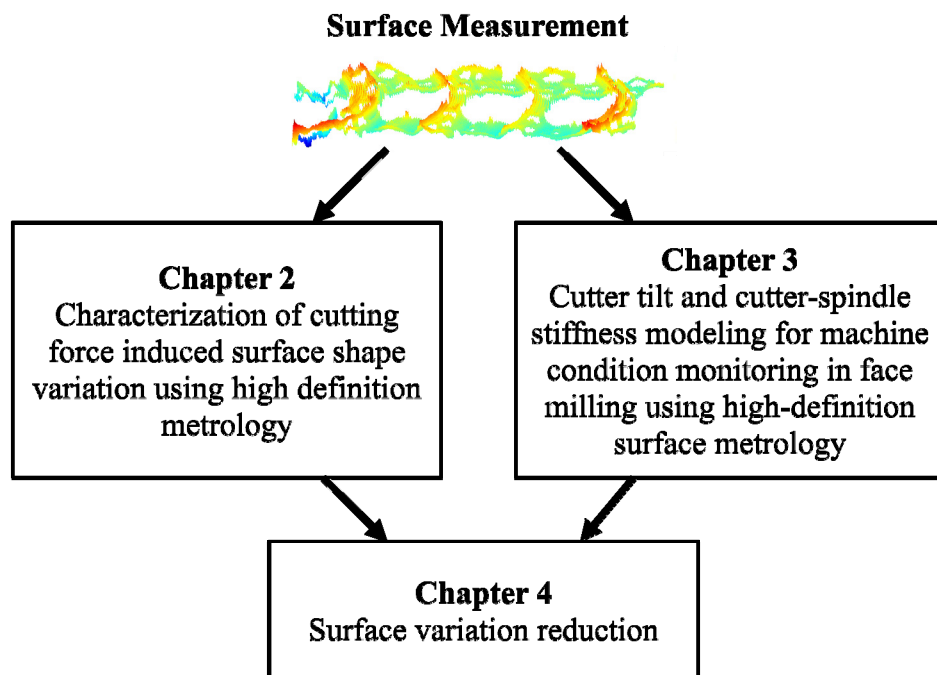 Surface Measurement
Chapter 2
Characterization of cutting
force induced surface shape
variation using high definition
metrology
Chapter 3
Cutter tilt and cutter-spindle
stiffness modeling for machine
condition monitoring in face
milling using high-definition
surface metrology
Chapter 4
Surface variation reduction